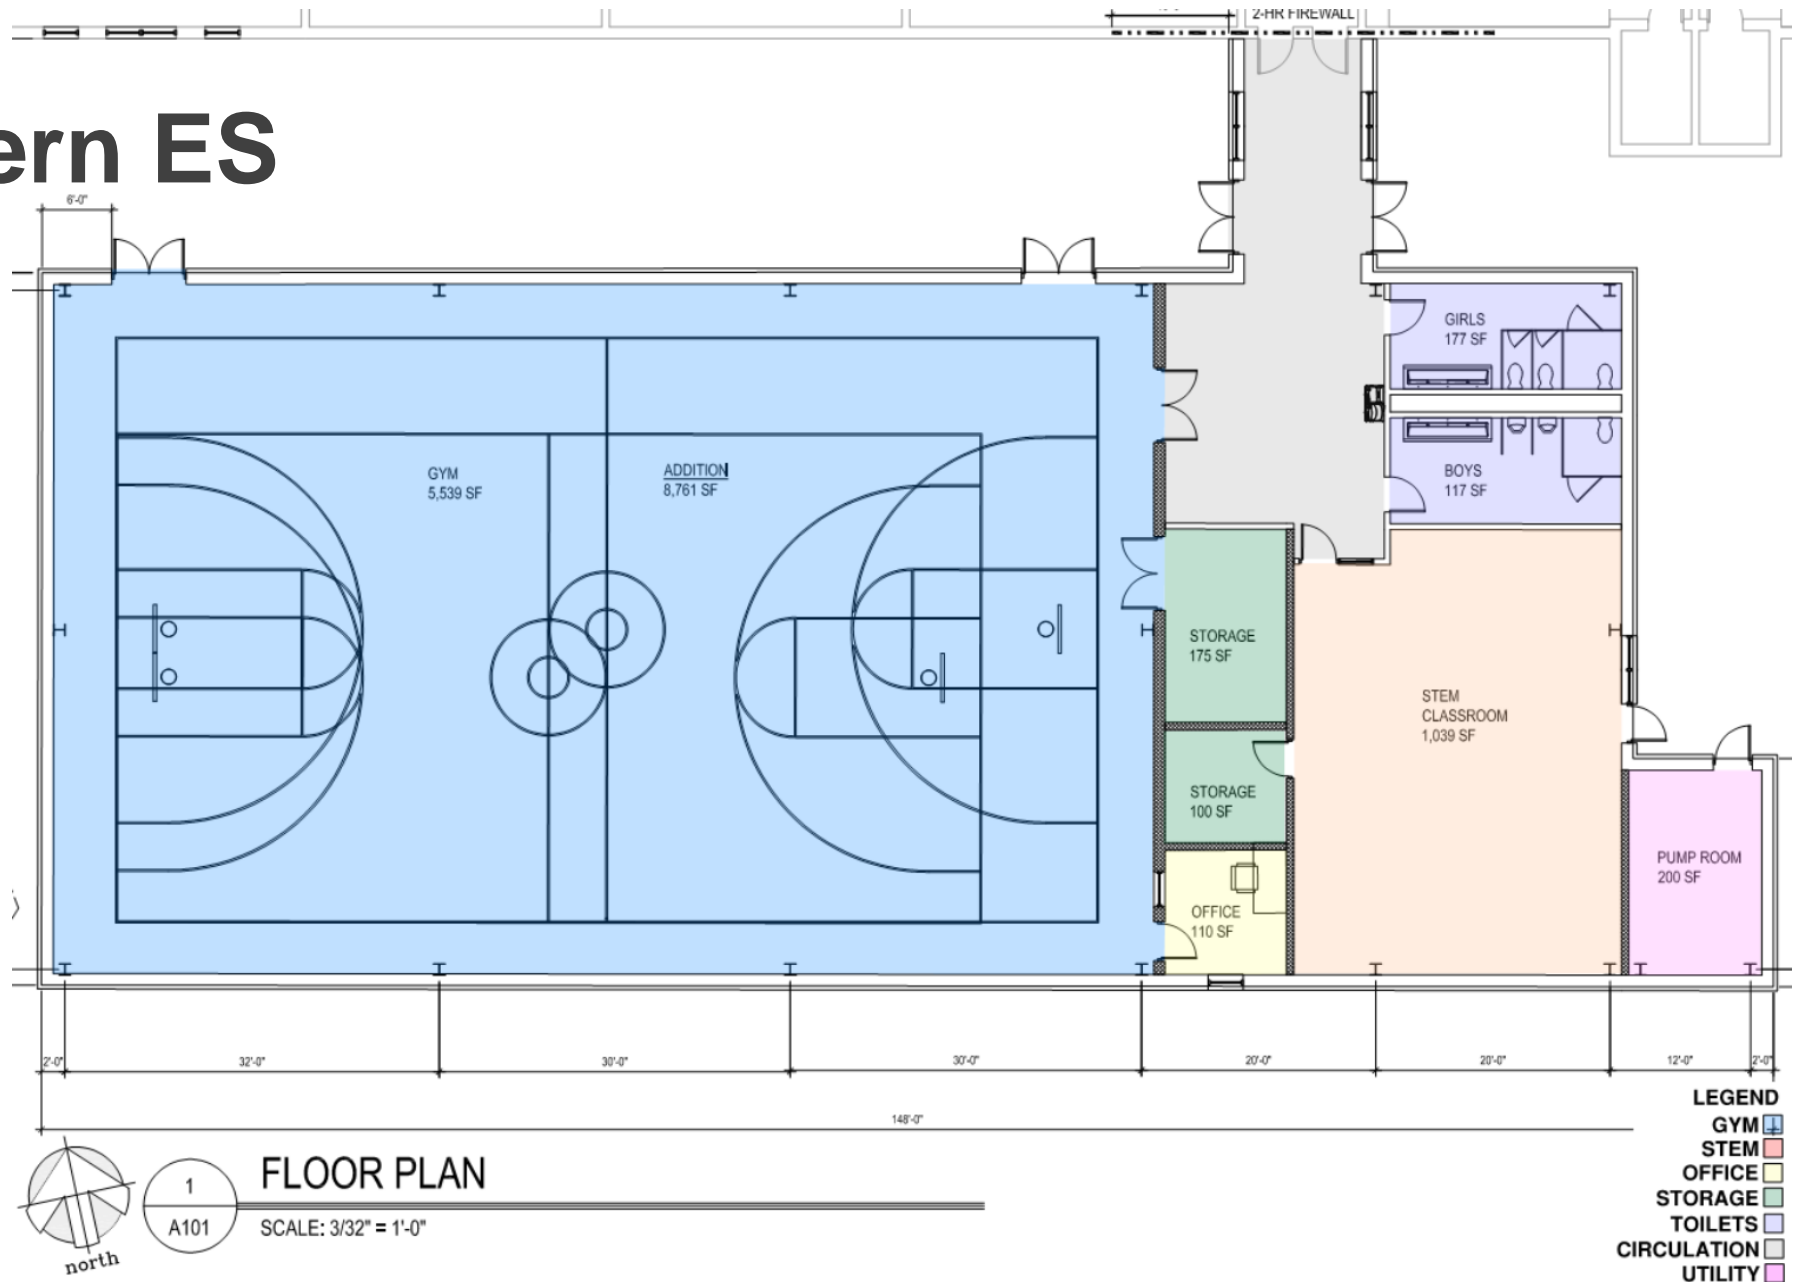 2-HR FIREWALL
ern ES
6'-0"
GIRLS
177 SF
GYM
5,539 SF
ADDITION
8,761 SF
BOYS
117 SF
STORAGE
175 SF
STEM
CLASSROOM
1,039 SF
STORAGE
100 SF
PUMP ROOM
200 SF
OFFICE
110 SF
2'-0"
32'-0"
30'-0"
30'-0"
20'-0"
20'-0"
12'-0"
2'-0"
148'-0"
LEGEND
GYM
STEM
OFFICE
STORAGE
TOILETS
CIRCULATION
UTILITY
1
A101
FLOOR PLAN
SCALE: 3/32" = 1'-0"
north